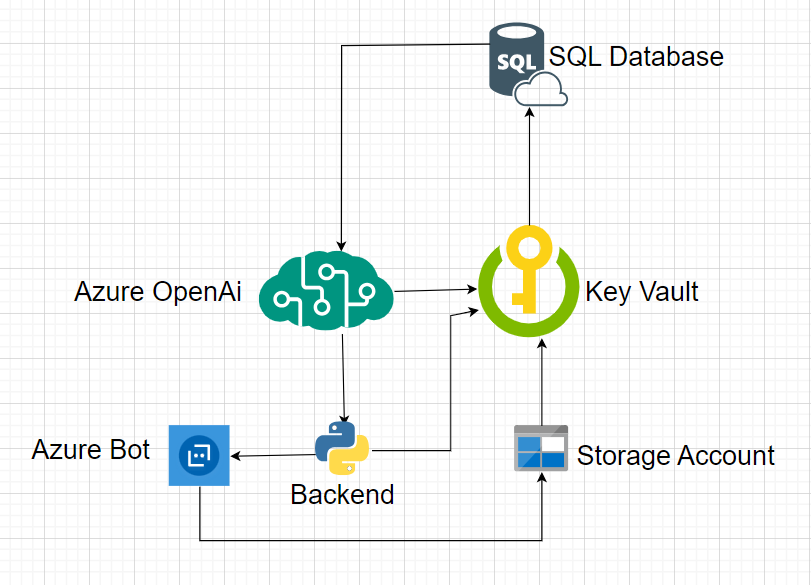 SQL
SQL Database
Azure OpenAi
Key Vault
Azure Bot
Storage Account
Backend